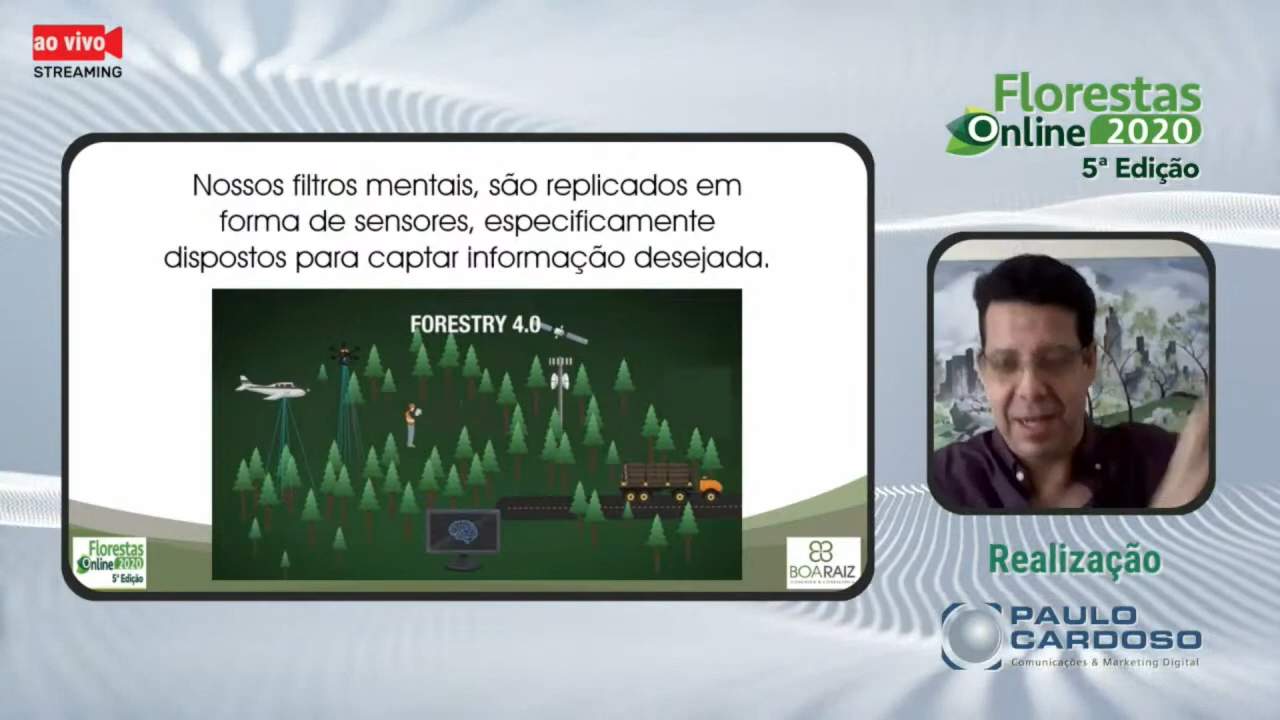 ao vivo
STREAMING
Florestas
Online 2020
5ª Edição
Nossos filtros mentais, são replicados em
forma de sensores, especificamente
dispostos para captar informação desejada.
FORESTRY 4.0
Florestas
Online 2020
5ª Edição
BOA RAIZ
Realização
PAULO
CARDOSO
Comunicações & Marketing Digital